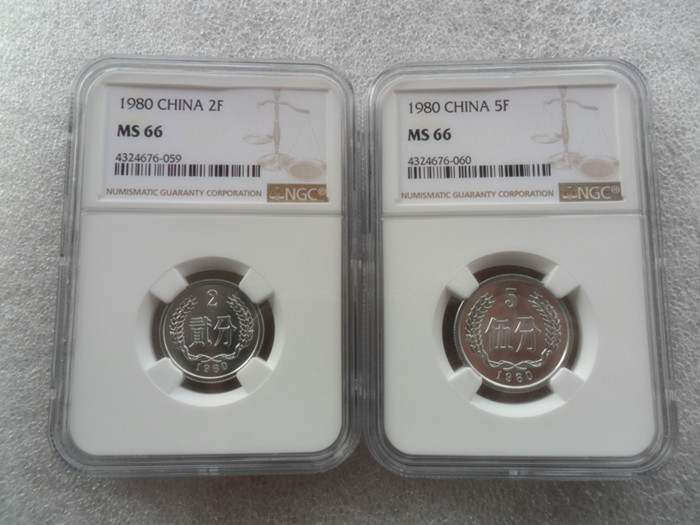 1980 CHINA 2F
MS 66
4324676-059
NUMISMATIC GUARANTY CORPORATION NGC®
2
貳分
1980
1980 CHINA 5F
MS 66
4324676-060
NUMISMATIC GUARANTY CORPORATION NGC®
5
伍分
1980